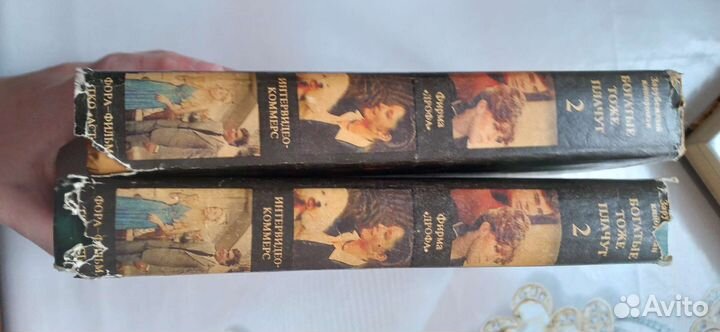 Зарубежный
БОГАТЫЕ
ТОЖЕ
ПЛАЧУТ
2
Фирма
«ДРОФА»
ИНТЕРВИДЕО-
КОММЕРС
ФОРА-ФИЛЬМ
БОГАТЫЕ
ТОЖЕ
ПЛАЧУТ
2
Фирма
«ДРОФА»
ИНТЕРВИДЕО-
КОММЕРС
ФОРА-ФИЛЬМ
Avito